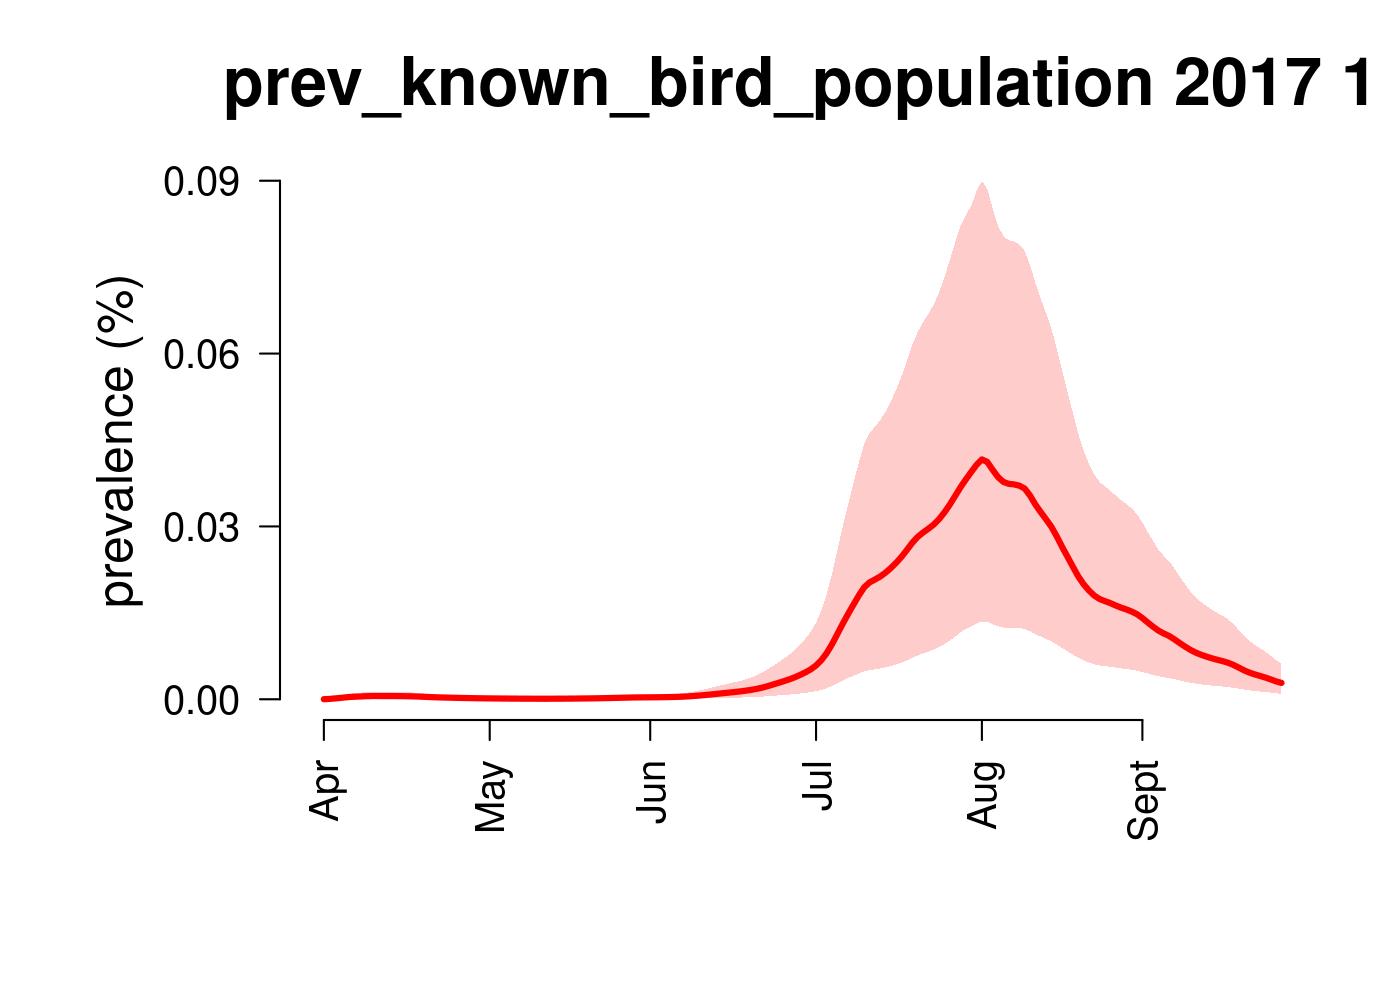 prev_known_bird_population 2017 1
0.09
0.06
0.03
0.00
prevalence (%)
Apr
May
Jun
Jul
Aug
Sept